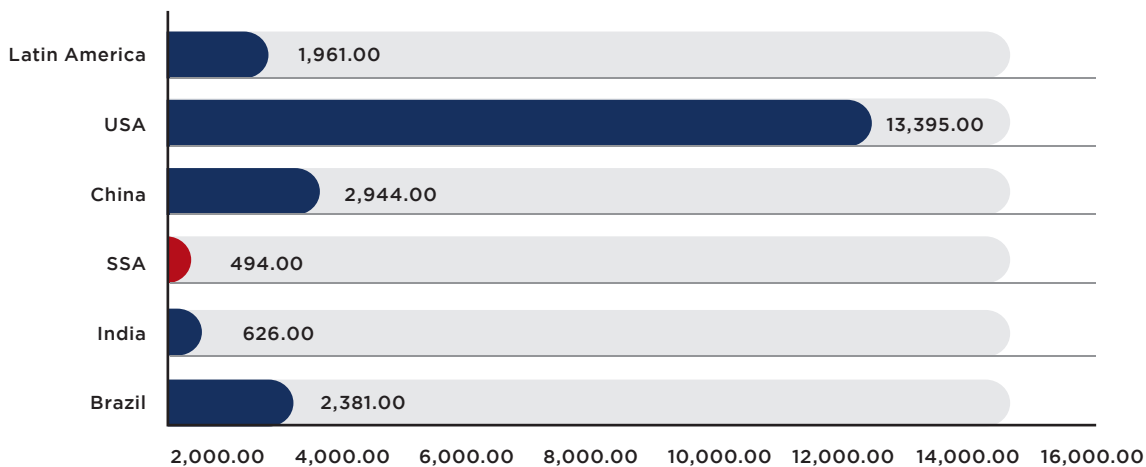 Latin America 1,961.00
USA 13,395.00
China 2,944.00
SSA 494.00
India 626.00
Brazil 2,381.00
2,000.00 4,000.00 6,000.00 8,000.00 10,000.00 12,000.00 14,000.00 16,000.00